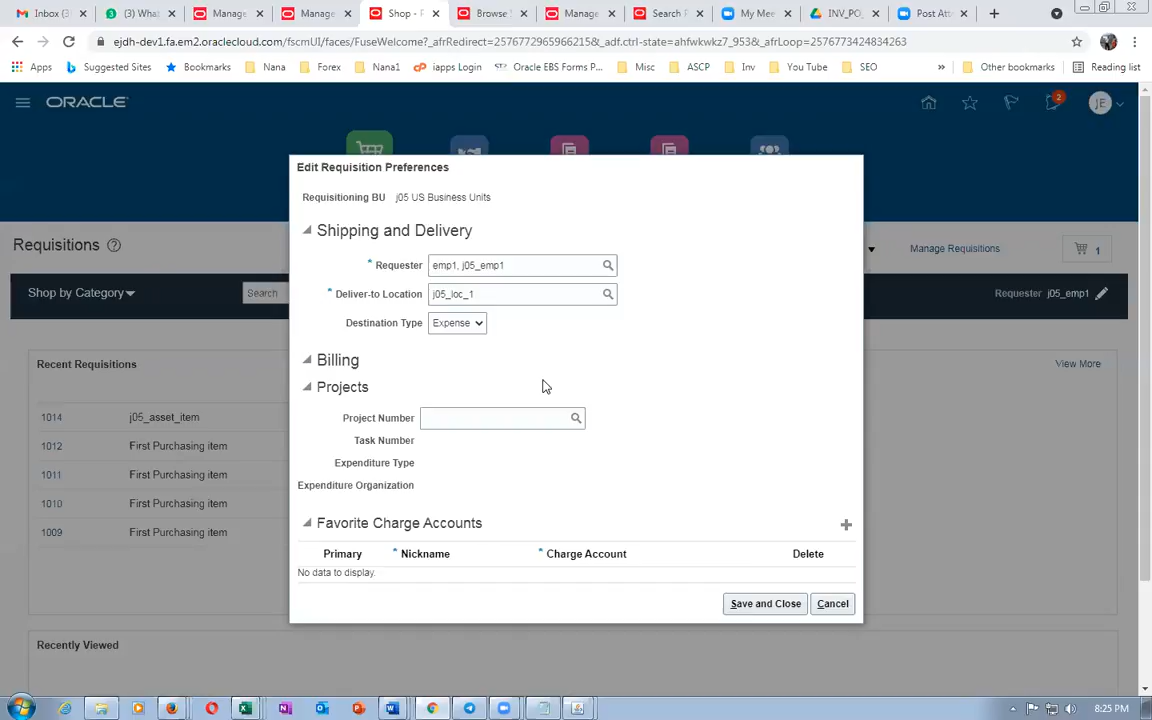 Inbox (3
(3) What
Manage
Manage
Shop - P
Browse
Manage
Search P
My Mee
INV_PO_
Post Att
ejdh-dev1.fa.em2.oraclecloud.com/fscmUI/faces/FuseWelcome?_afrRedirect=2576772965966215&_adf.ctrl-state=ahfwkwkz7_953&_afrLoop=2576773424834263
Apps
Suggested Sites
Bookmarks
Nana
Forex
Nana1
iapps Login
Oracle EBS Forms P...
Misc
ASCP
Inv
You Tube
SEO
»
Other bookmarks
Reading list
ORACLE
2
JE
Edit Requisition Preferences
Requisitioning BU j05 US Business Units
Shipping and Delivery
* Requester emp1, j05_emp1
* Deliver-to Location j05_loc_1
Destination Type Expense
Billing
Projects
Project Number
Task Number
Expenditure Type
Expenditure Organization
Favorite Charge Accounts
Primary * Nickname * Charge Account Delete
No data to display.
Save and Close Cancel
Requisitions
Manage Requisitions
1
Shop by Category
Search
Requester j05_emp1
Recent Requisitions
View More
1014 j05_asset_item
1012 First Purchasing item
1011 First Purchasing item
1010 First Purchasing item
1009 First Purchasing item
Recently Viewed
8:25 PM